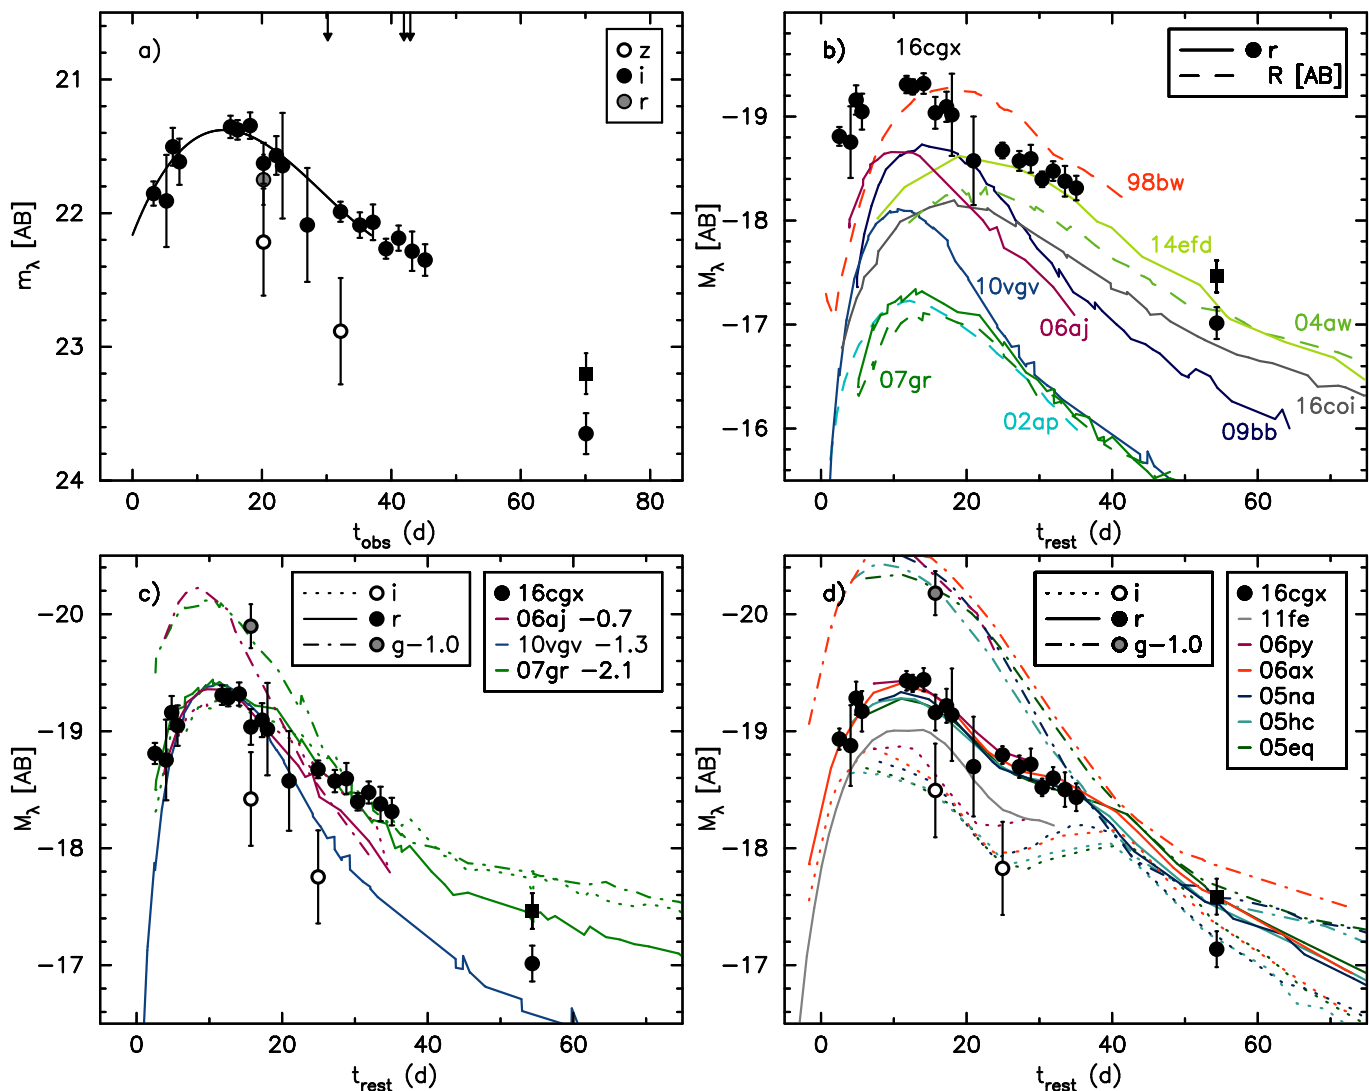 a)
z
i
r
21
22
23
24
m_λ [AB]
0 20 40 60 80
t_obs (d)
b)
16cgx
r
R [AB]
98bw
14efd
10vgv
06aj
04aw
07gr
02ap
09bb
16coi
-19
-18
-17
-16
M_λ [AB]
0 20 40 60
t_rest (d)
c)
i
r
g-1.0
16cgx
06aj -0.7
10vgv -1.3
07gr -2.1
-20
-19
-18
-17
M_λ [AB]
0 20 40 60
t_rest (d)
d)
i
r
g-1.0
16cgx
11fe
06py
06ax
05na
05hc
05eq
-20
-19
-18
-17
M_λ [AB]
0 20 40 60
t_rest (d)